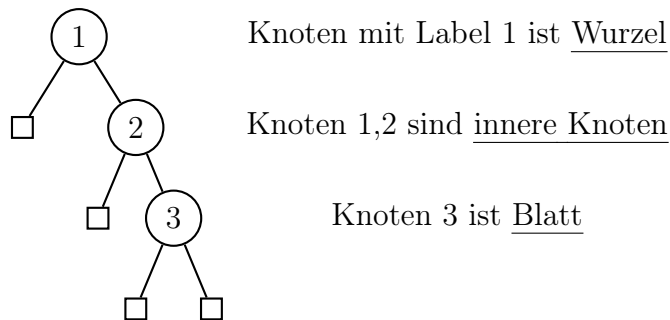 1 Knoten mit Label 1 ist Wurzel
2 Knoten 1,2 sind innere Knoten
3 Knoten 3 ist Blatt